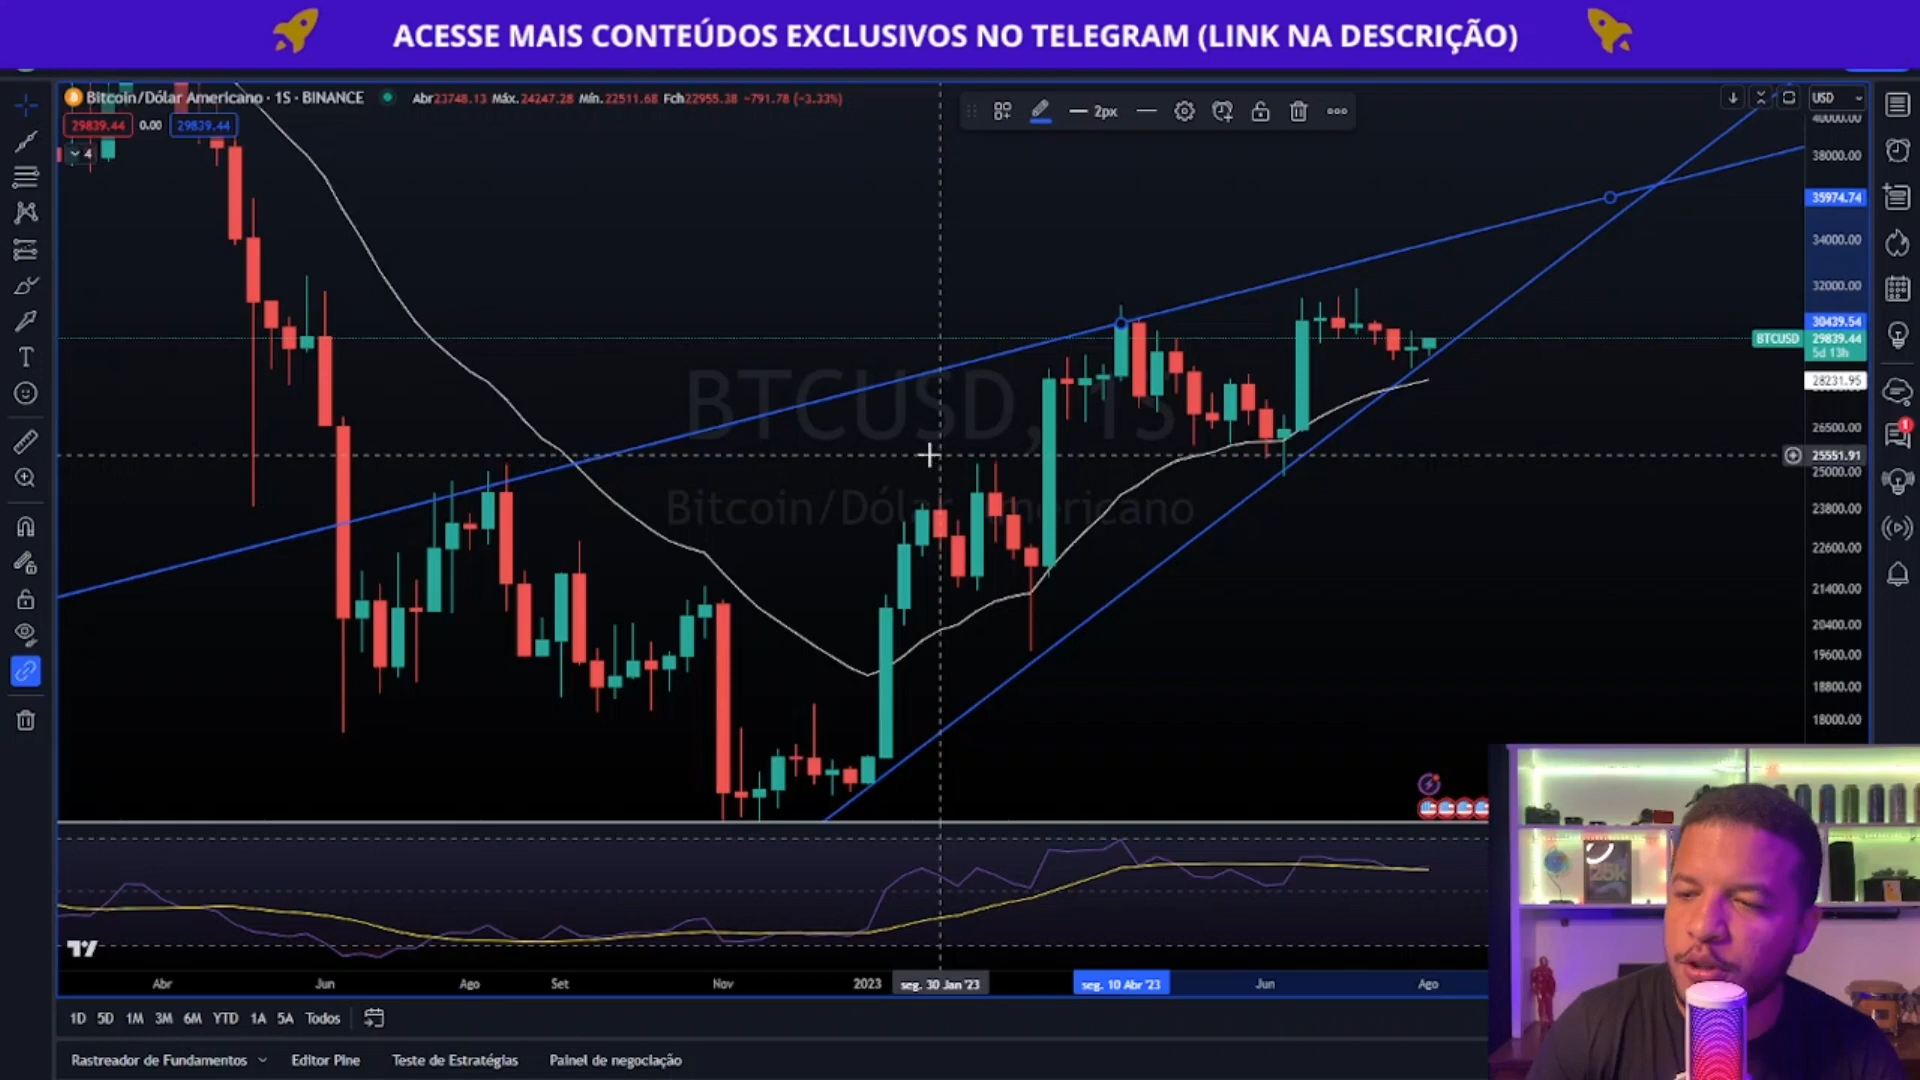 ACESSE MAIS CONTEÚDOS EXCLUSIVOS NO TELEGRAM (LINK NA DESCRIÇÃO)
Bitcoin/Dólar Americano · 1S · BINANCE Abr23748.13 Máx.24247.28 Mín.22511.68 Fch22955.38 −791.78 (−3.33%)
29839.44 0.00 29839.44
4
2px
USD
40000.00
38000.00
35974.74
34000.00
32000.00
30439.54
BTCUSD 29839.44
5d 13h
28231.95
26500.00
25551.91
25000.00
23800.00
22600.00
21400.00
20400.00
19600.00
18800.00
18000.00
BTCUSD, 1S
Bitcoin/Dólar Americano
1
25k
Abr Jun Ago Set Nov 2023 seg. 30 Jan '23 seg. 10 Abr '23 Jun Ago
1D 5D 1M 3M 6M YTD 1A 5A Todos
Rastreador de Fundamentos Editor Pine Teste de Estratégias Painel de negociação